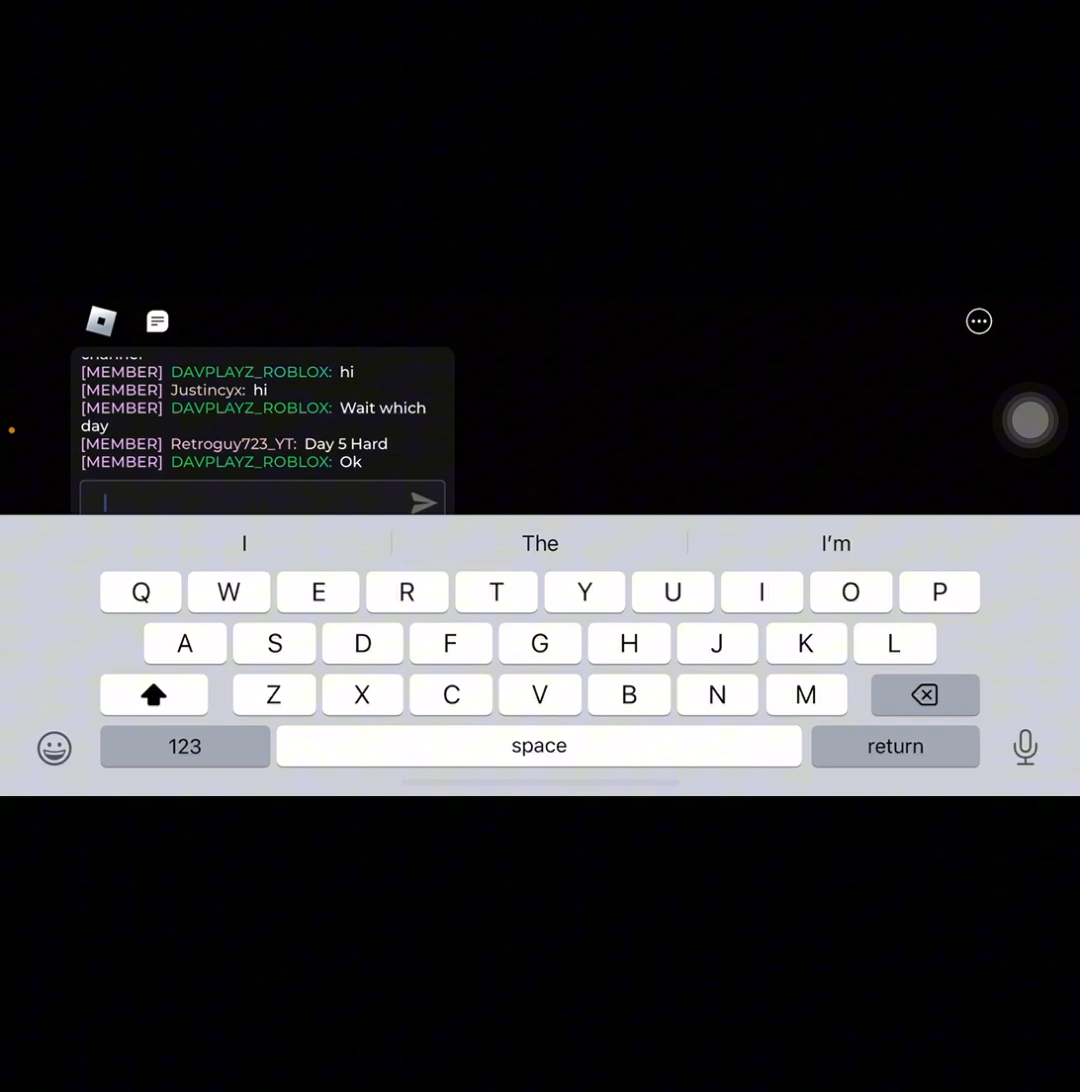 channel
[MEMBER] DAVPLAYZ_ROBLOX: hi
[MEMBER] Justincyx: hi
[MEMBER] DAVPLAYZ_ROBLOX: Wait which
day
[MEMBER] Retroguy723_YT: Day 5 Hard
[MEMBER] DAVPLAYZ_ROBLOX: Ok
I The I'm
Q W E R T Y U I O P
A S D F G H J K L
Z X C V B N M
123 space return